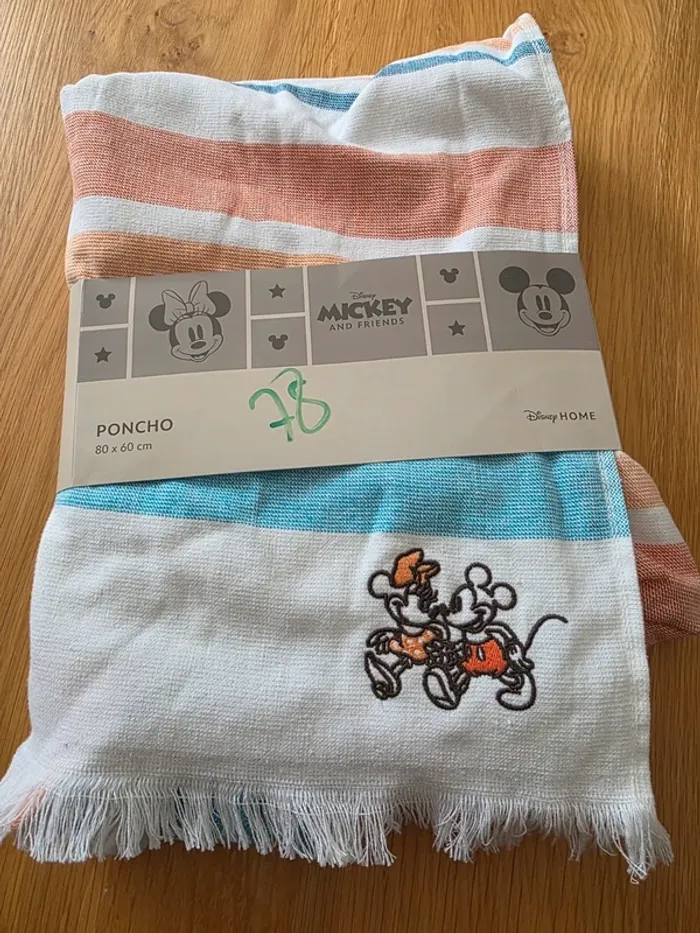 Disney
MICKEY
AND FRIENDS
78
PONCHO
80 x 60 cm
Disney HOME